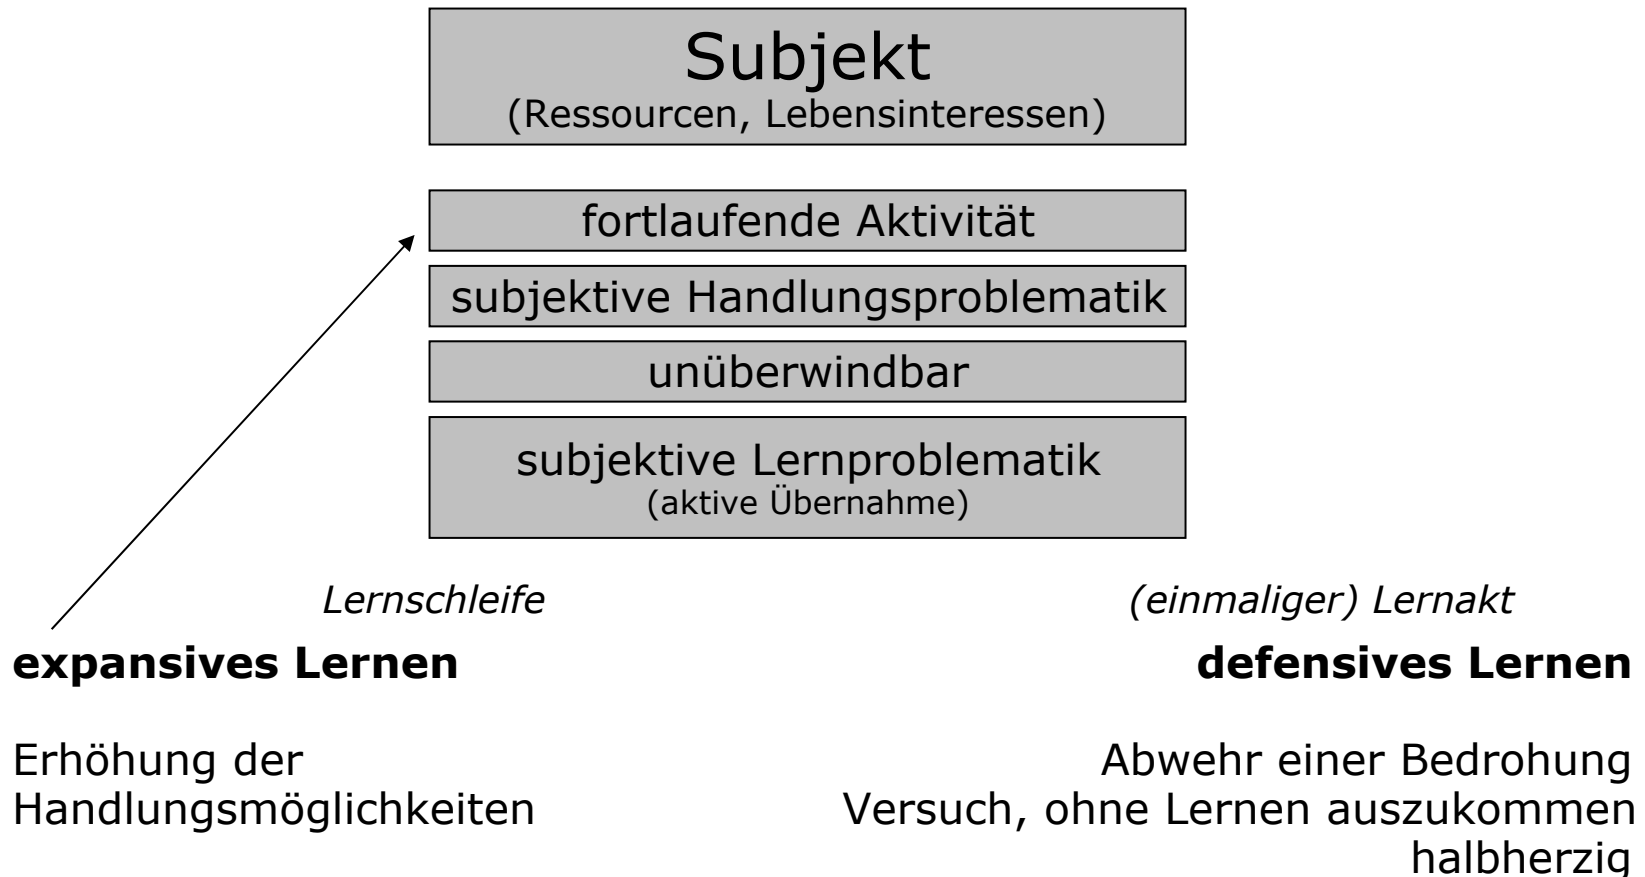 Subjekt
(Ressourcen, Lebensinteressen)
fortlaufende Aktivität
subjektive Handlungsproblematik
unüberwindbar
subjektive Lernproblematik
(aktive Übernahme)
Lernschleife
(einmaliger) Lernakt
expansives Lernen
defensives Lernen
Erhöhung der
Handlungsmöglichkeiten
Abwehr einer Bedrohung
Versuch, ohne Lernen auszukommen
halbherzig